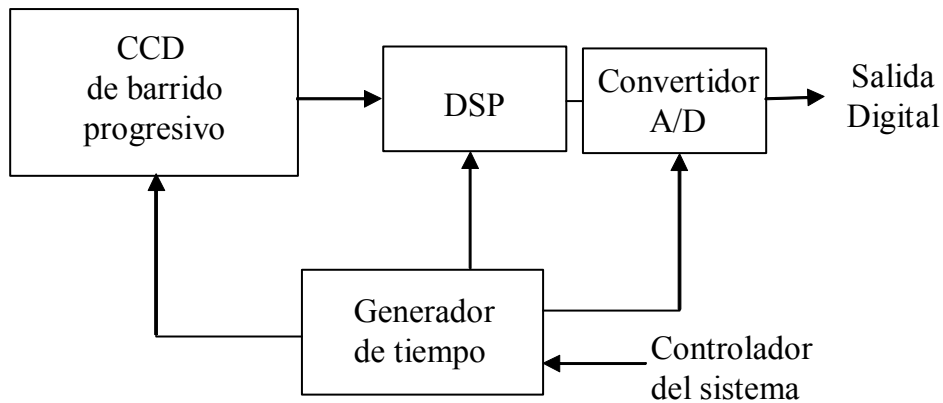 CCD
de barrido
progresivo
DSP
Convertidor
A/D
Salida
Digital
Generador
de tiempo
Controlador
del sistema